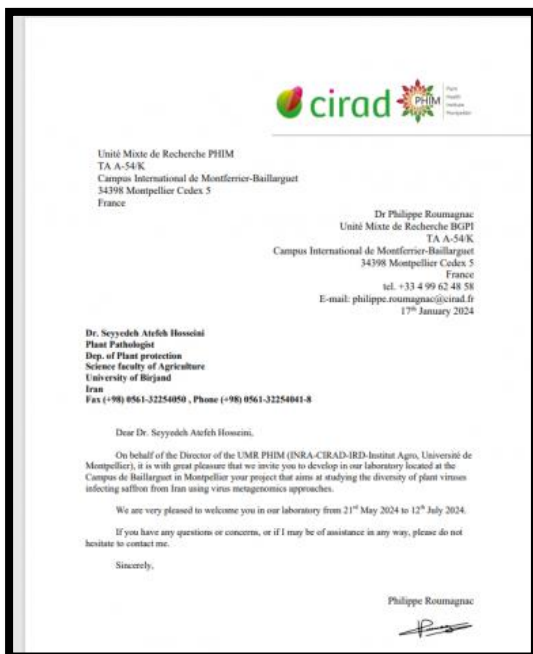 cirad
PHIM
Plant
Health
Institute
Montpellier
Unité Mixte de Recherche PHIM
TA A-54/K
Campus International de Montferrier-Baillarguet
34398 Montpellier Cedex 5
France
Dr Philippe Roumagnac
Unité Mixte de Recherche BGPI
TA A-54/K
Campus International de Montferrier-Baillarguet
34398 Montpellier Cedex 5
France
tel. +33 4 99 62 48 58
E-mail: philippe.roumagnac@cirad.fr
17th January 2024
Dr. Seyyedeh Atefeh Hosseini
Plant Pathologist
Dep. of Plant protection
Science faculty of Agriculture
University of Birjand
Iran
Fax (+98) 0561-32254050 , Phone (+98) 0561-32254041-8
Dear Dr. Seyyedeh Atefeh Hosseini,
On behalf of the Director of the UMR PHIM (INRA-CIRAD-IRD-Institut Agro, Université de
Montpellier), it is with great pleasure that we invite you to develop in our laboratory located at the
Campus de Baillarguet in Montpellier your project that aims at studying the diversity of plant viruses
infecting saffron from Iran using virus metagenomics approaches.
We are very pleased to welcome you in our laboratory from 21st May 2024 to 12th July 2024.
If you have any questions or concerns, or if I may be of assistance in any way, please do not
hesitate to contact me.
Sincerely,
Philippe Roumagnac